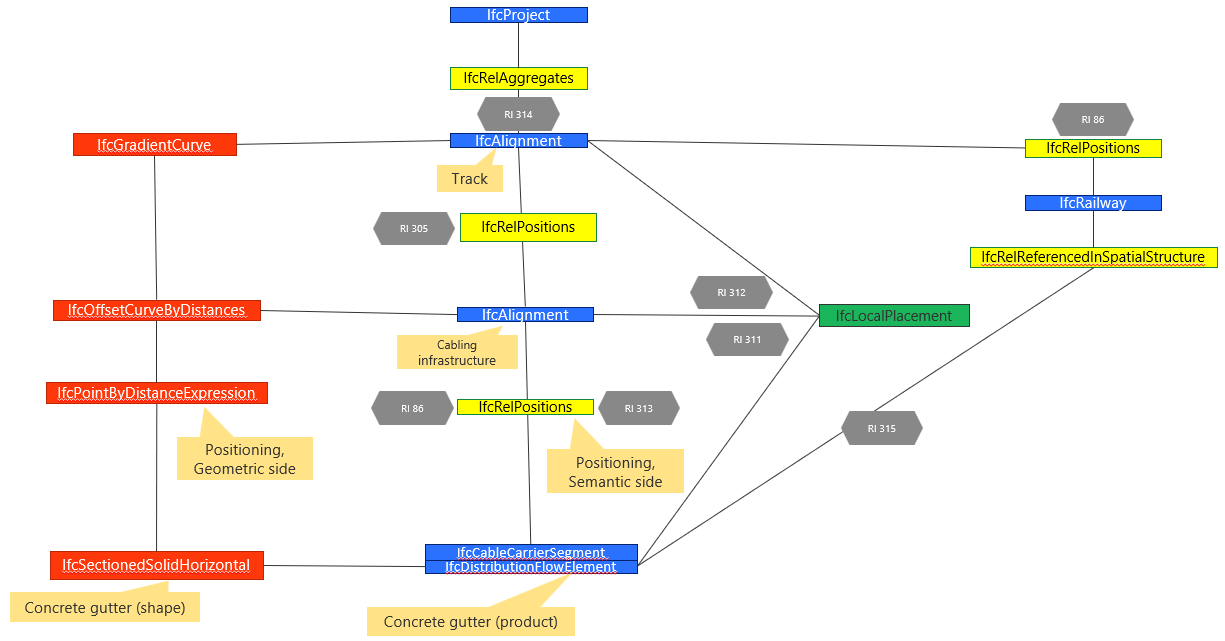 IfcProject
IfcRelAggregates
RI 314
RI 86
IfcGradientCurve
IfcAlignment
IfcRelPositions
Track
IfcRailway
RI 305
IfcRelPositions
IfcRelReferencedInSpatialStructure
RI 312
IfcOffsetCurveByDistances
IfcAlignment
IfcLocalPlacement
RI 311
Cabling
infrastructure
IfcPointByDistanceExpression
RI 86
IfcRelPositions
RI 313
RI 315
Positioning,
Geometric side
Positioning,
Semantic side
IfcCableCarrierSegment
IfcSectionedSolidHorizontal
IfcDistributionFlowElement
Concrete gutter (shape)
Concrete gutter (product)